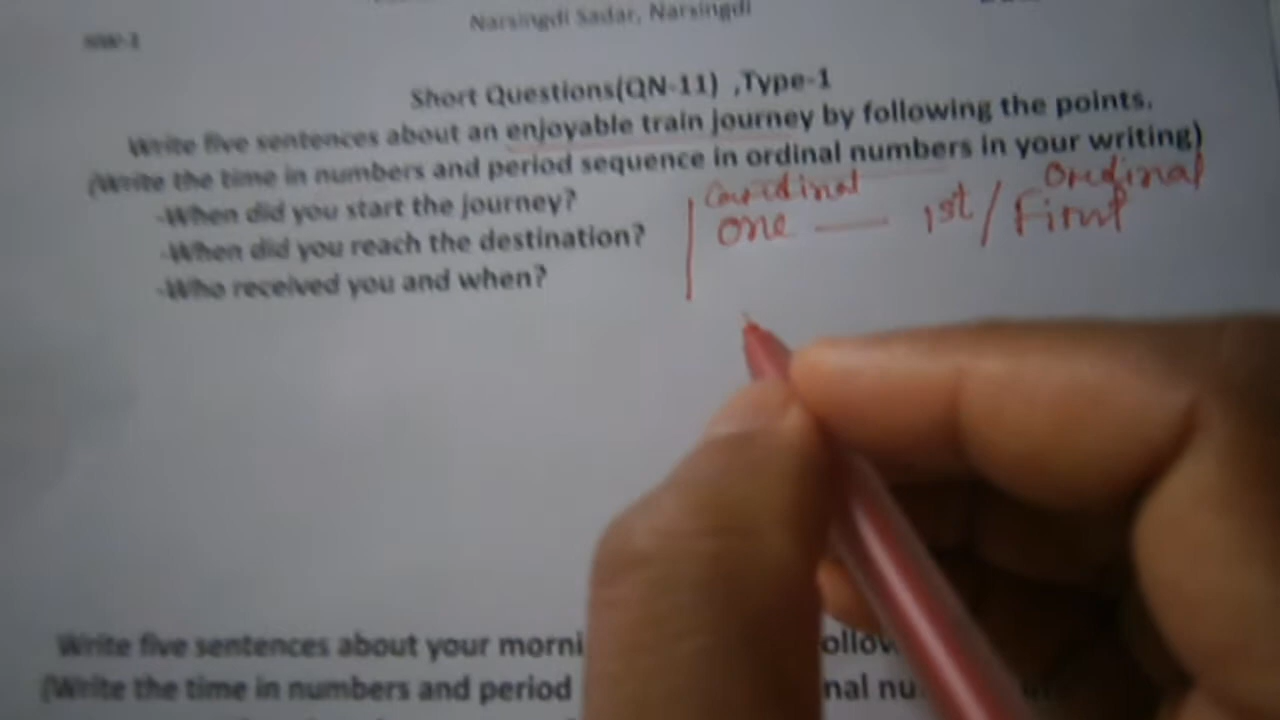 Narsingdi Sadar, Narsingdi
HW-1
Short Questions(QN-11) ,Type-1
Write five sentences about an enjoyable train journey by following the points.
(Write the time in numbers and period sequence in ordinal numbers in your writing)
-When did you start the journey?
-When did you reach the destination?
-Who received you and when?
Cardinal Ordinal
one — 1st / First
Write five sentences about your morni ollow
(Write the time in numbers and period nal nu